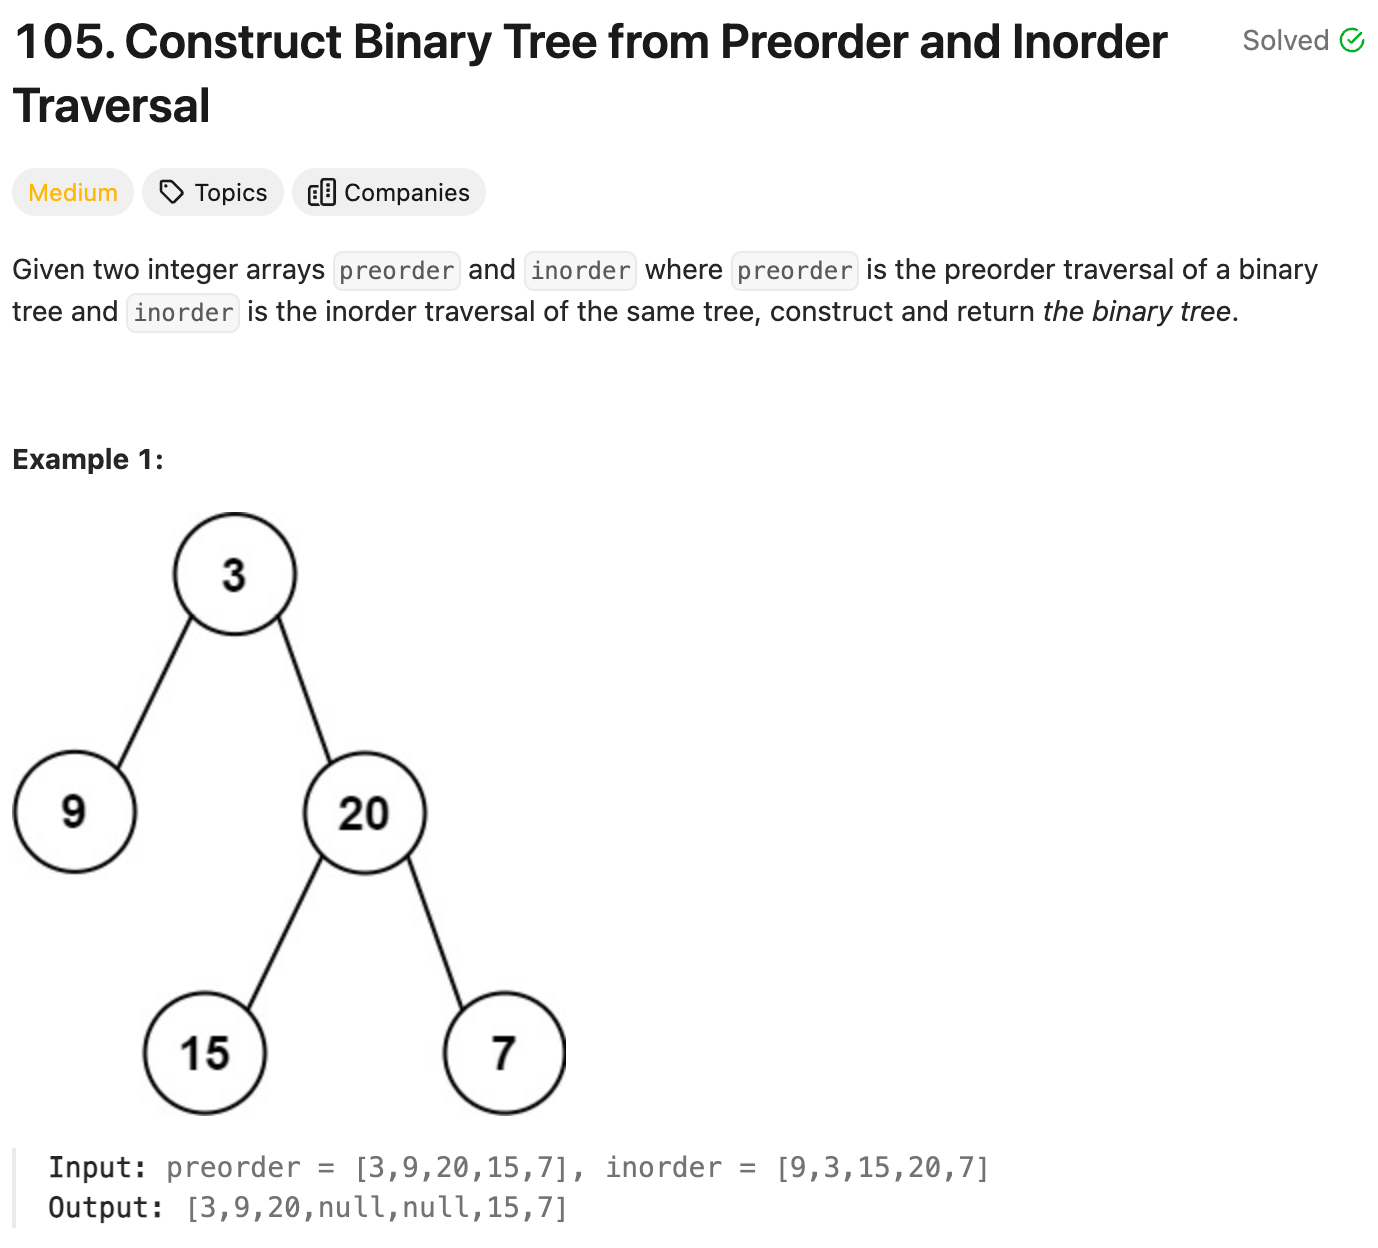 105. Construct Binary Tree from Preorder and Inorder
Traversal
Solved
Medium Topics Companies
Given two integer arrays preorder and inorder where preorder is the preorder traversal of a binary
tree and inorder is the inorder traversal of the same tree, construct and return the binary tree.
Example 1:
3
9 20
15 7
Input: preorder = [3,9,20,15,7], inorder = [9,3,15,20,7]
Output: [3,9,20,null,null,15,7]